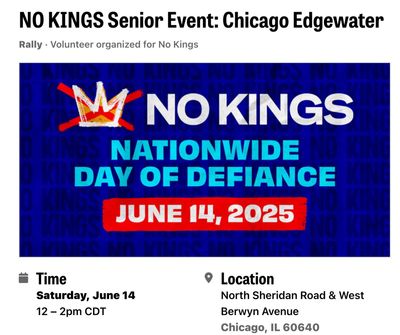 NO KINGS Senior Event: Chicago Edgewater
Rally · Volunteer organized for No Kings
NO KINGS
NATIONWIDE
DAY OF DEFIANCE
JUNE 14, 2025
Time
Saturday, June 14
12 – 2pm CDT
Location
North Sheridan Road & West
Berwyn Avenue
Chicago, IL 60640